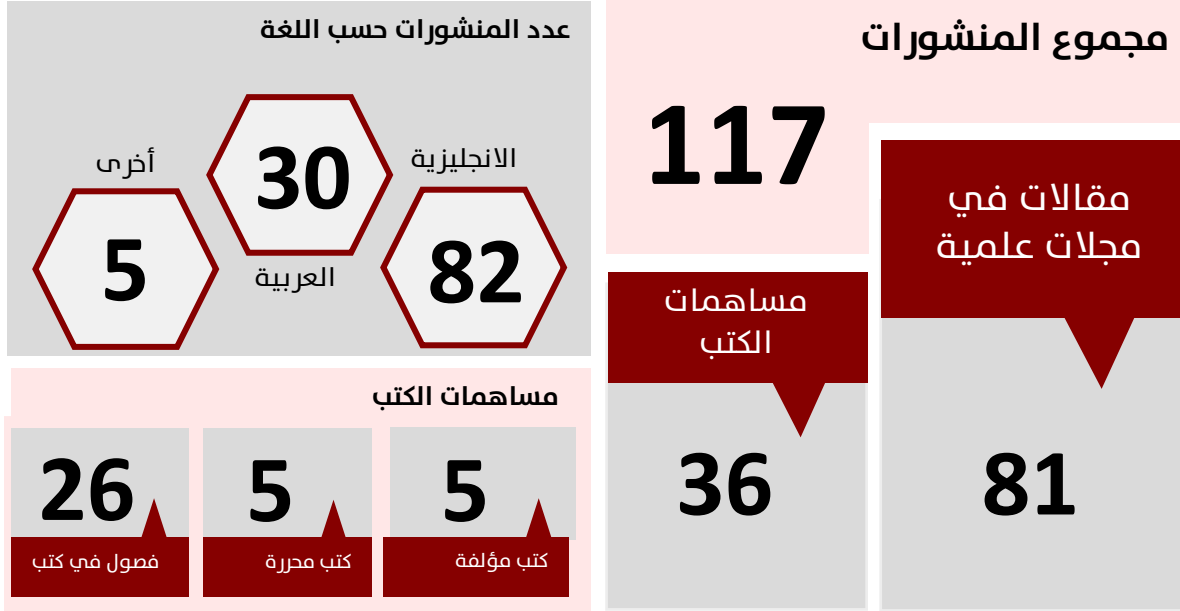 مجموع المنشورات
117
مقالات في
مجلات علمية
81
مساهمات
الكتب
36
عدد المنشورات حسب اللغة
الانجليزية
82
30
العربية
أخرى
5
مساهمات الكتب
5
كتب مؤلفة
5
كتب محررة
26
فصول في كتب